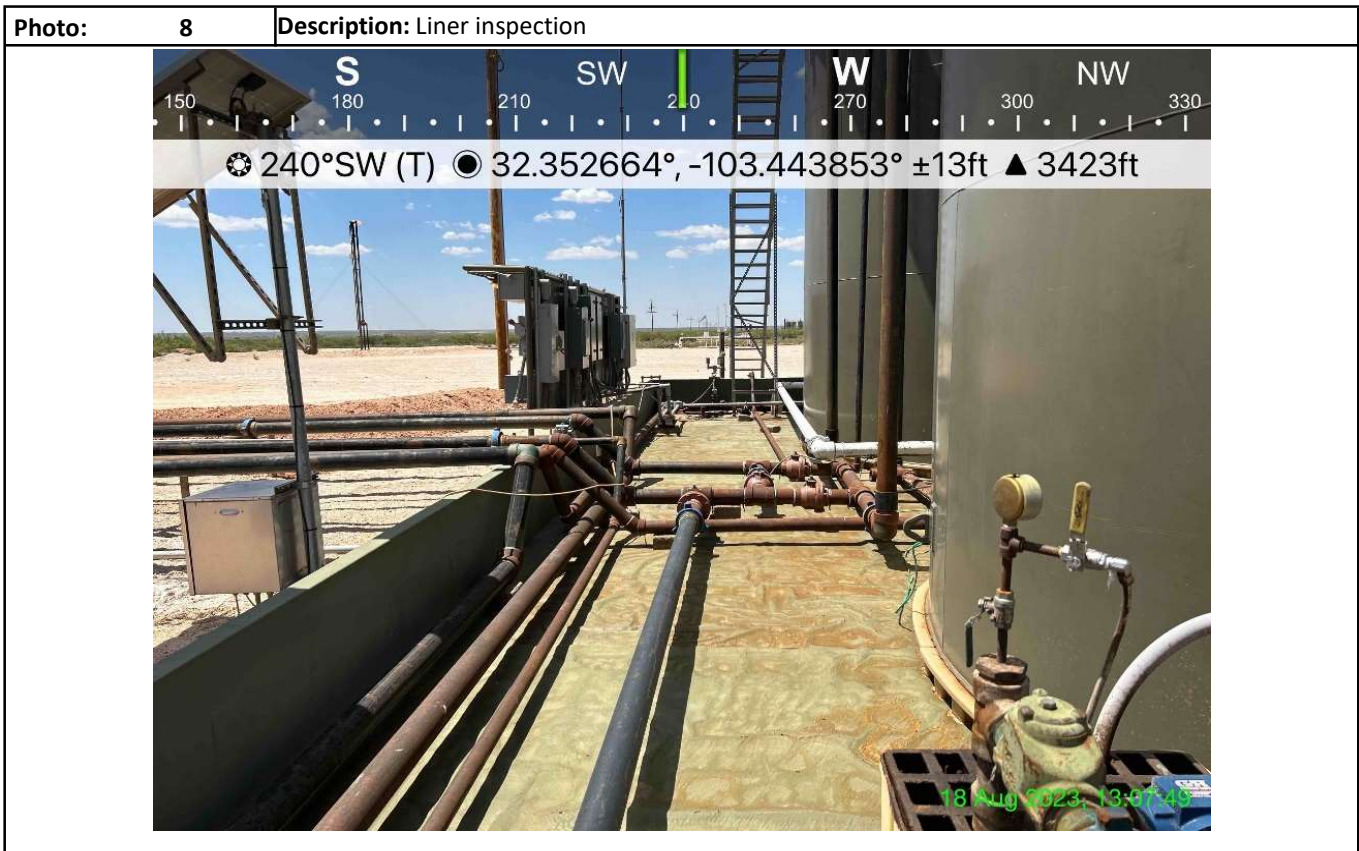 Photo: 8 Description: Liner inspection
S SW W NW
150 180 210 240 270 300 330
240°SW (T) 32.352664°, -103.443853° ±13ft ▲ 3423ft
18 Aug 2023, 13:07:49